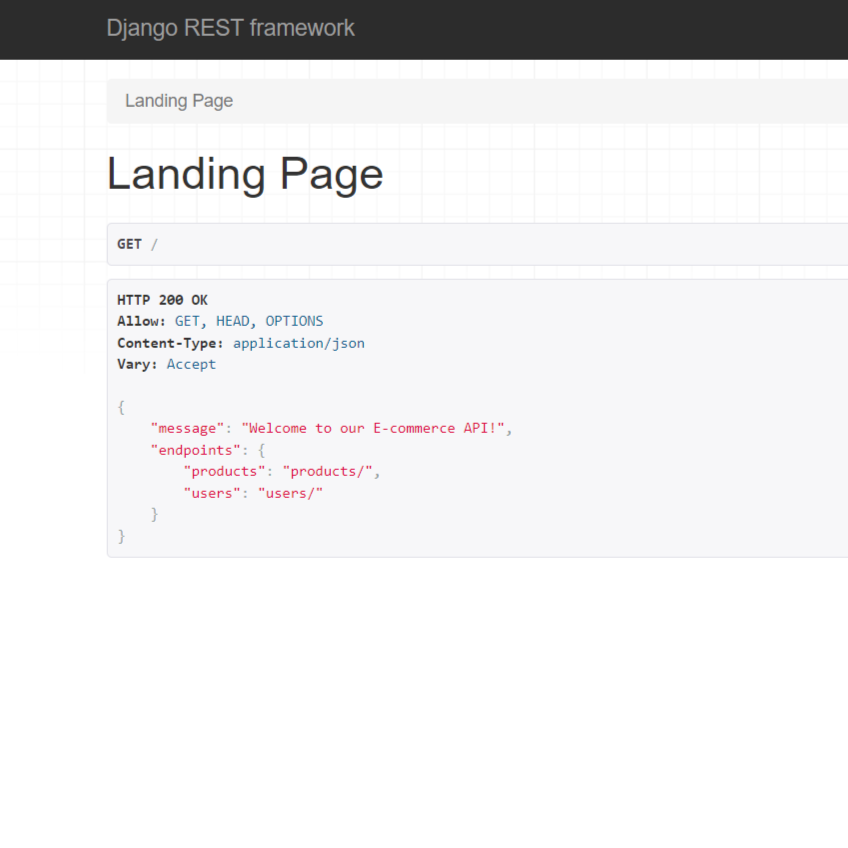 Django REST framework
Landing Page
Landing Page
GET /
HTTP 200 OK
Allow: GET, HEAD, OPTIONS
Content-Type: application/json
Vary: Accept
{
    "message": "Welcome to our E-commerce API!",
    "endpoints": {
        "products": "products/",
        "users": "users/"
    }
}